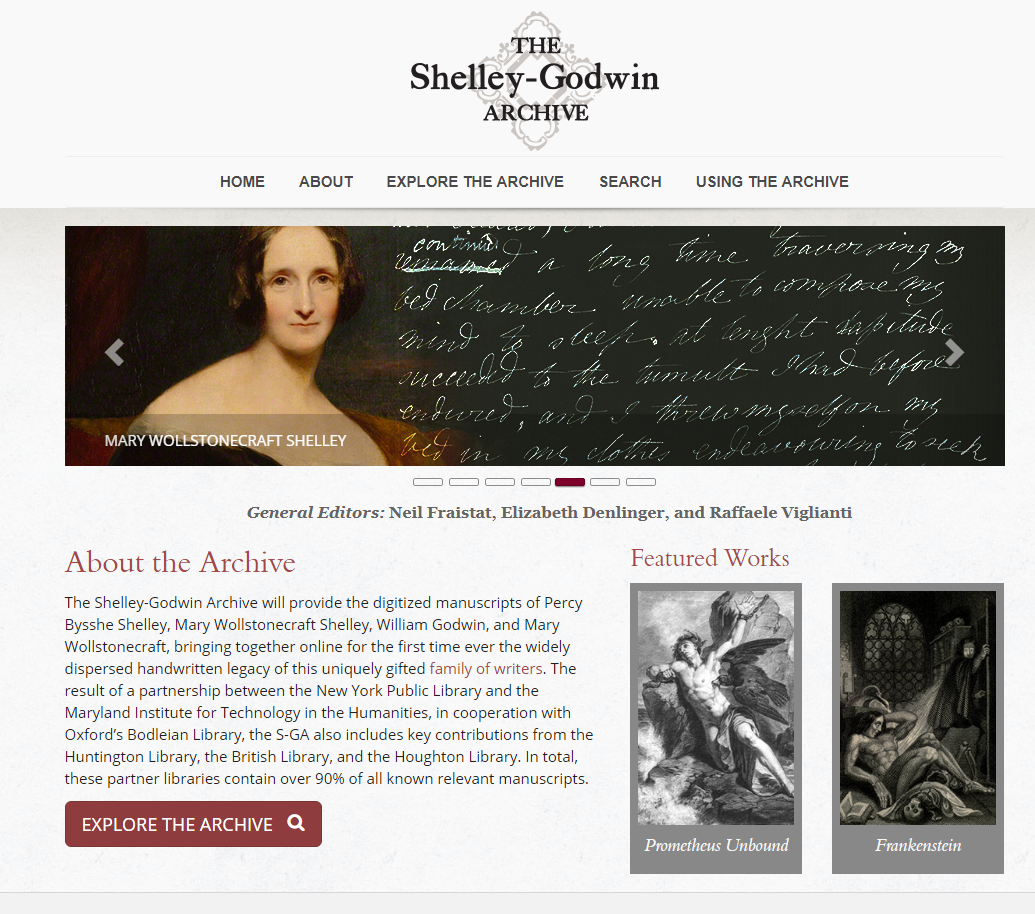 THE
Shelley-Godwin
ARCHIVE
HOME ABOUT EXPLORE THE ARCHIVE SEARCH USING THE ARCHIVE
continued
remained a long time traversing my
bed chamber unable to compose my
mind to sleep. at lenght lassitude
succeeded to the tumult I had before
endured, and I threw myself on my
bed in my clothes endeavouring to seek
MARY WOLLSTONECRAFT SHELLEY
General Editors: Neil Fraistat, Elizabeth Denlinger, and Raffaele Viglianti
About the Archive
The Shelley-Godwin Archive will provide the digitized manuscripts of Percy
Bysshe Shelley, Mary Wollstonecraft Shelley, William Godwin, and Mary
Wollstonecraft, bringing together online for the first time ever the widely
dispersed handwritten legacy of this uniquely gifted family of writers. The
result of a partnership between the New York Public Library and the
Maryland Institute for Technology in the Humanities, in cooperation with
Oxford’s Bodleian Library, the S-GA also includes key contributions from the
Huntington Library, the British Library, and the Houghton Library. In total,
these partner libraries contain over 90% of all known relevant manuscripts.
EXPLORE THE ARCHIVE
Featured Works
Prometheus Unbound
Frankenstein